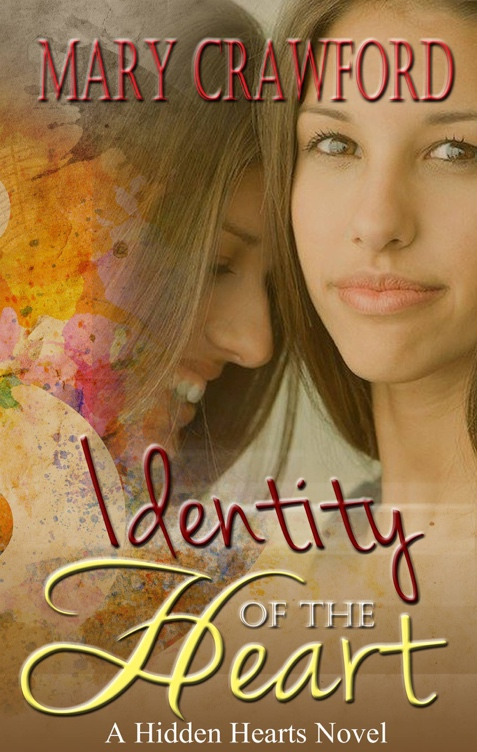 MARY CRAWFORD
Identity
OF THE
Heart
A Hidden Hearts Novel